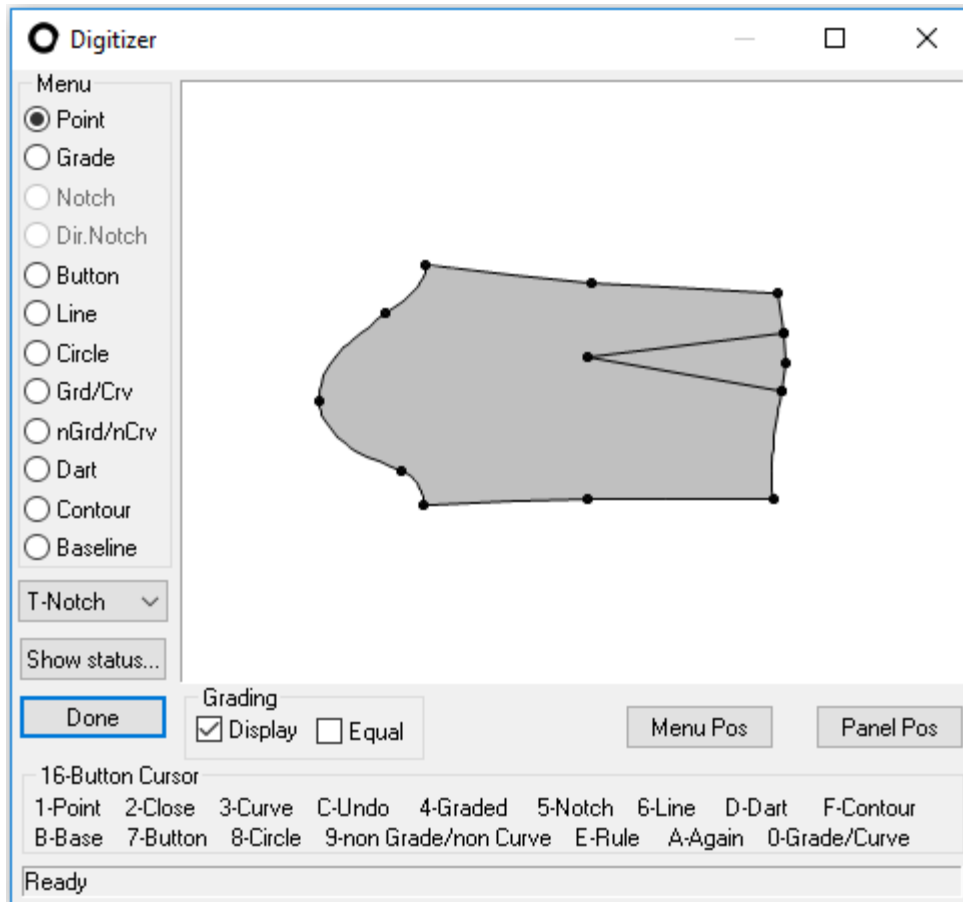 Digitizer
Menu
Point
Grade
Notch
Dir.Notch
Button
Line
Circle
Grd/Crv
nGrd/nCrv
Dart
Contour
Baseline
T-Notch
Show status...
Done
Grading
Display Equal
Menu Pos
Panel Pos
16-Button Cursor
1-Point 2-Close 3-Curve C-Undo 4-Graded 5-Notch 6-Line D-Dart F-Contour
B-Base 7-Button 8-Circle 9-non Grade/non Curve E-Rule A-Again 0-Grade/Curve
Ready